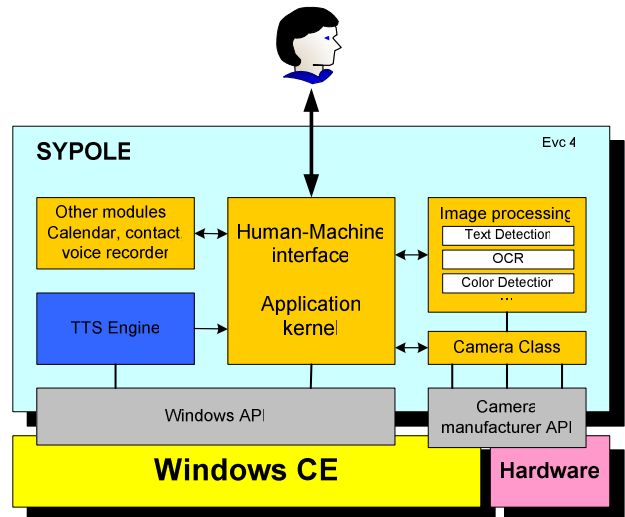 SYPOLE
Evc 4
Other modules
Calendar, contact
voice recorder
Human-Machine
interface
Application
kernel
Image processing
Text Detection
OCR
Color Detection
...
TTS Engine
Camera Class
Windows API
Camera
manufacturer API
Windows CE
Hardware